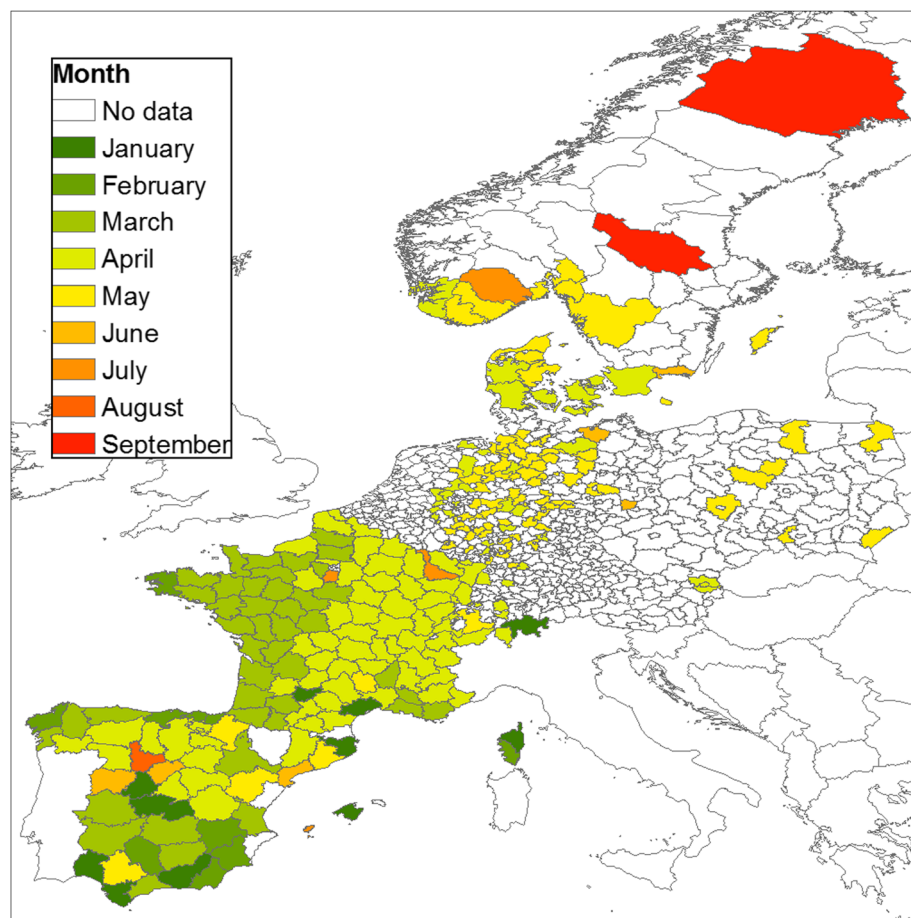 Month
No data
January
February
March
April
May
June
July
August
September